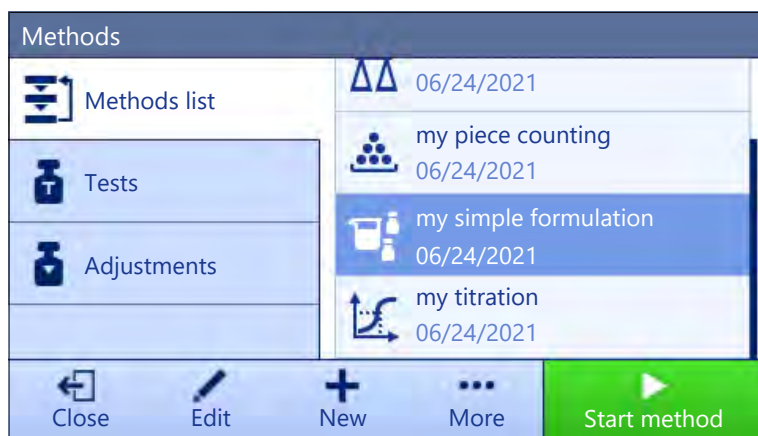 Methods
Methods list
Tests
Adjustments
06/24/2021
my piece counting
06/24/2021
my simple formulation
06/24/2021
my titration
06/24/2021
Close
Edit
New
More
Start method